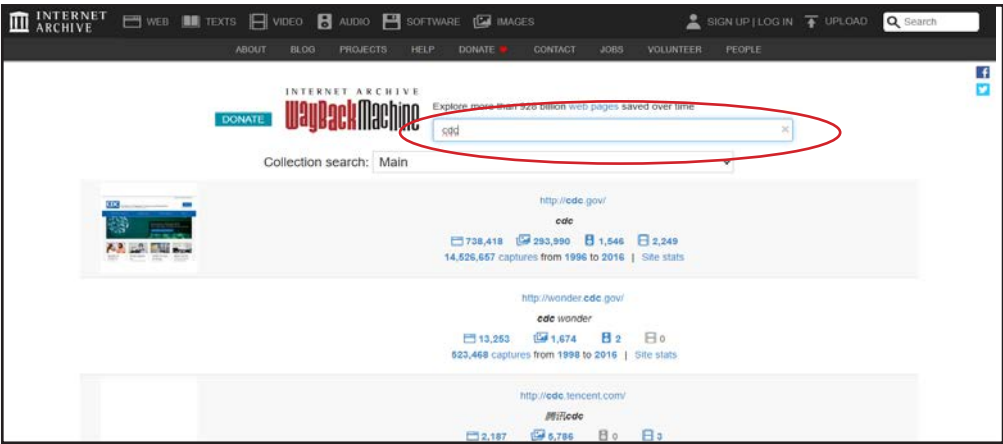 INTERNET ARCHIVE WEB TEXTS VIDEO AUDIO SOFTWARE IMAGES SIGN UP | LOG IN UPLOAD Search
ABOUT BLOG PROJECTS HELP DONATE CONTACT JOBS VOLUNTEER PEOPLE
INTERNET ARCHIVE
WayBackMachine
DONATE
Explore more than 928 billion web pages saved over time
cdc
Collection search: Main
http://cdc.gov/
cdc
738,418 293,990 1,546 2,249
14,526,657 captures from 1996 to 2016 | Site stats
http://wonder.cdc.gov/
cdc wonder
13,253 1,674 2 0
523,468 captures from 1998 to 2016 | Site stats
http://cdc.tencent.com/
腾讯cdc
2,187 5,786 0 3